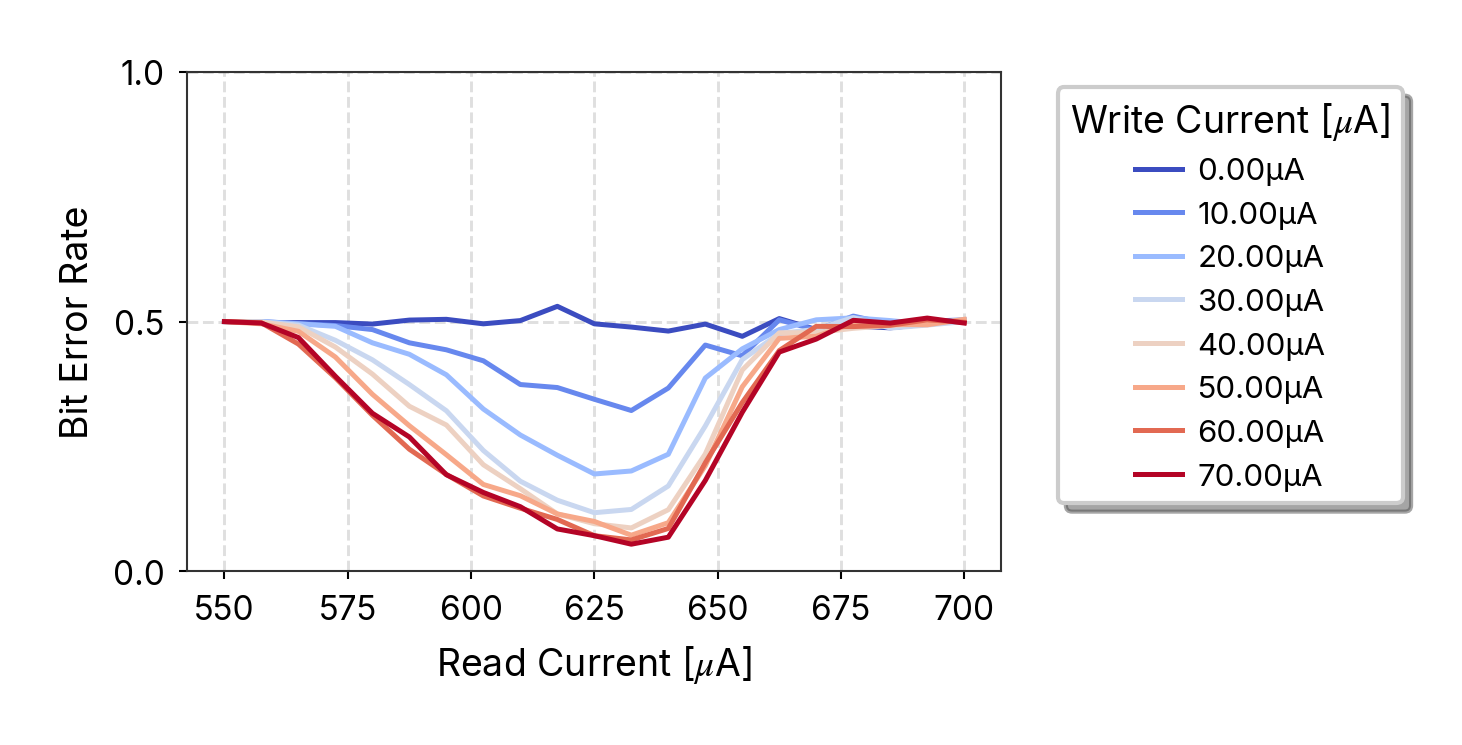 1.0
0.5
0.0
Bit Error Rate
550 575 600 625 650 675 700
Read Current [μA]
Write Current [μA]
0.00μA
10.00μA
20.00μA
30.00μA
40.00μA
50.00μA
60.00μA
70.00μA